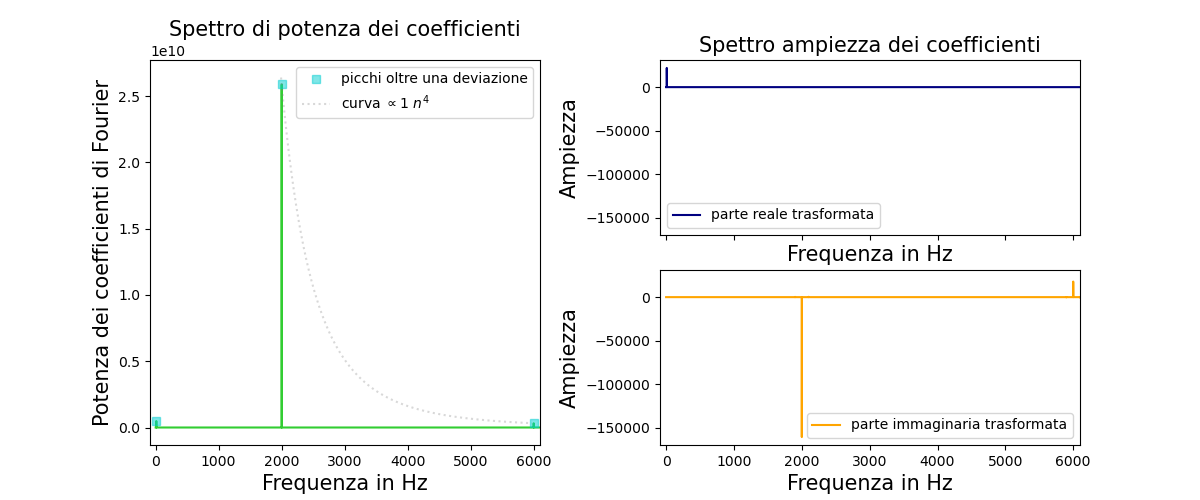 Spettro di potenza dei coefficienti
1e10
Potenza dei coefficienti di Fourier
2.5
2.0
1.5
1.0
0.5
0.0
picchi oltre una deviazione
curva ∝1 n⁴
0 1000 2000 3000 4000 5000 6000
Frequenza in Hz
Spettro ampiezza dei coefficienti
Ampiezza
0
−50000
−100000
−150000
parte reale trasformata
Frequenza in Hz
Ampiezza
0
−50000
−100000
−150000
parte immaginaria trasformata
0 1000 2000 3000 4000 5000 6000
Frequenza in Hz